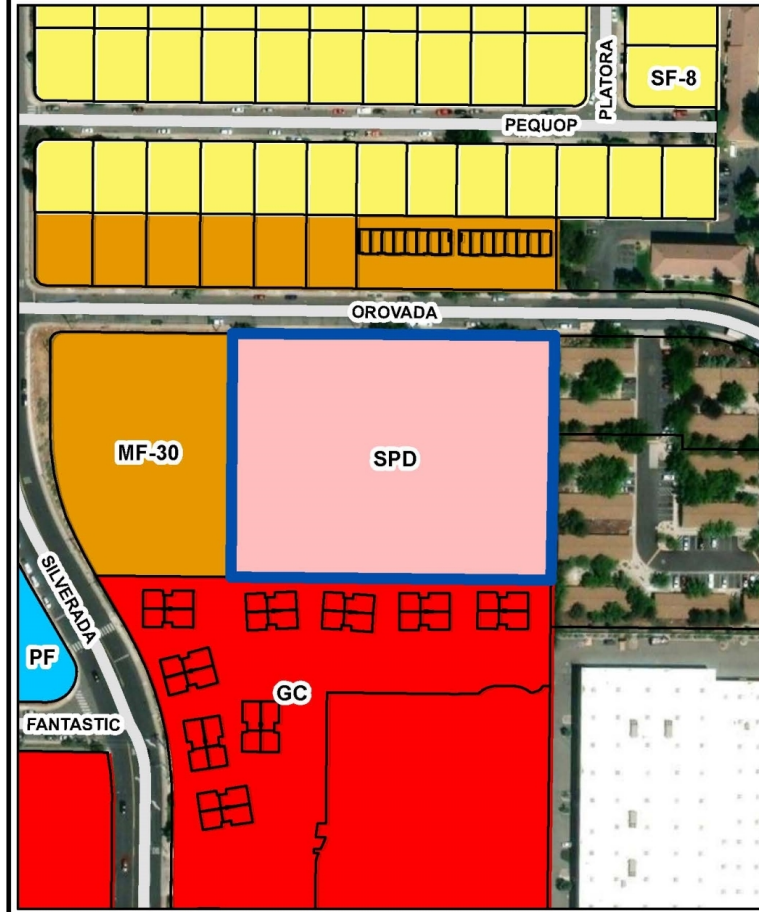 PLATORA
SF-8
PEQUOP
OROVADA
MF-30
SPD
SILVERADA
PF
GC
FANTASTIC